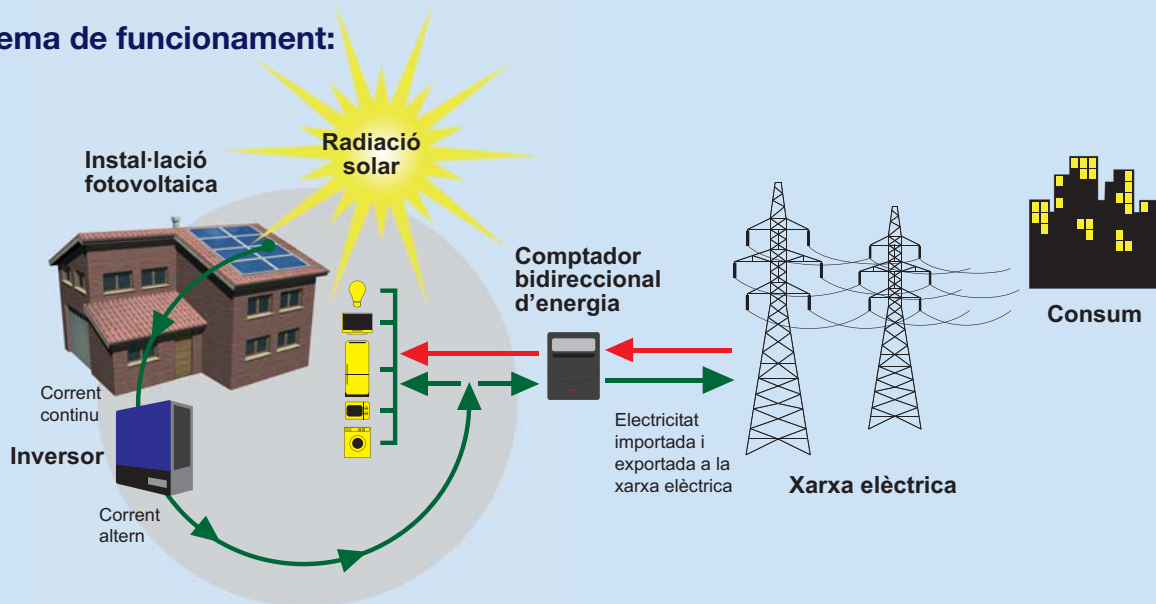 ema de funcionament:
Radiació
solar
Instal·lació
fotovoltaica
Comptador
bidireccional
d’energia
Consum
Corrent
continu
Inversor
Corrent
altern
Electricitat
importada i
exportada a la
xarxa elèctrica
Xarxa elèctrica